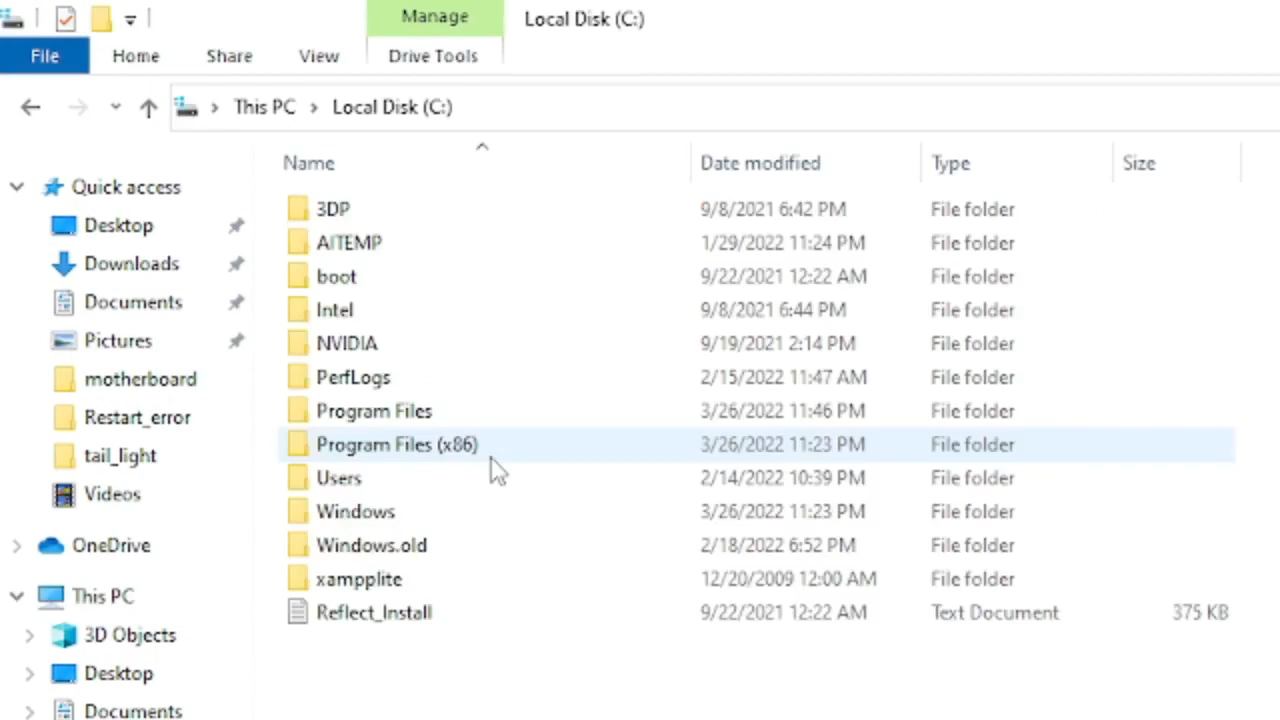 Manage Local Disk (C:)
File Home Share View Drive Tools
This PC Local Disk (C:)
Name Date modified Type Size
Quick access
Desktop
Downloads
Documents
Pictures
motherboard
Restart_error
tail_light
Videos
OneDrive
This PC
3D Objects
Desktop
Documents
3DP 9/8/2021 6:42 PM File folder
AITEMP 1/29/2022 11:24 PM File folder
boot 9/22/2021 12:22 AM File folder
Intel 9/8/2021 6:44 PM File folder
NVIDIA 9/19/2021 2:14 PM File folder
PerfLogs 2/15/2022 11:47 AM File folder
Program Files 3/26/2022 11:46 PM File folder
Program Files (x86) 3/26/2022 11:23 PM File folder
Users 2/14/2022 10:39 PM File folder
Windows 3/26/2022 11:23 PM File folder
Windows.old 2/18/2022 6:52 PM File folder
xampplite 12/20/2009 12:00 AM File folder
Reflect_Install 9/22/2021 12:22 AM Text Document 375 KB